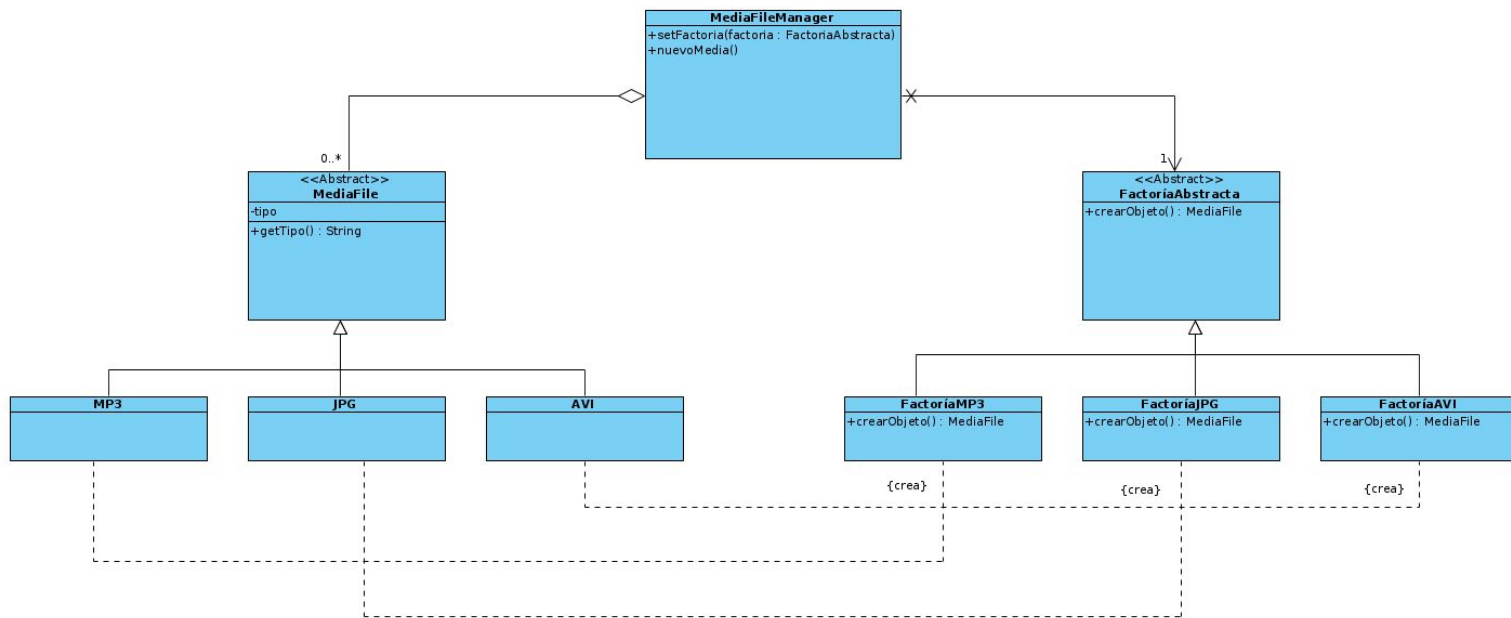 MediaFileManager
+setFactoria(factoria : FactoriaAbstracta)
+nuevoMedia()
0..*
1
<<Abstract>>
MediaFile
-tipo
+getTipo() : String
<<Abstract>>
FactoríaAbstracta
+crearObjeto() : MediaFile
MP3
JPG
AVI
FactoríaMP3
+crearObjeto() : MediaFile
FactoríaJPG
+crearObjeto() : MediaFile
FactoríaAVI
+crearObjeto() : MediaFile
{crea}
{crea}
{crea}